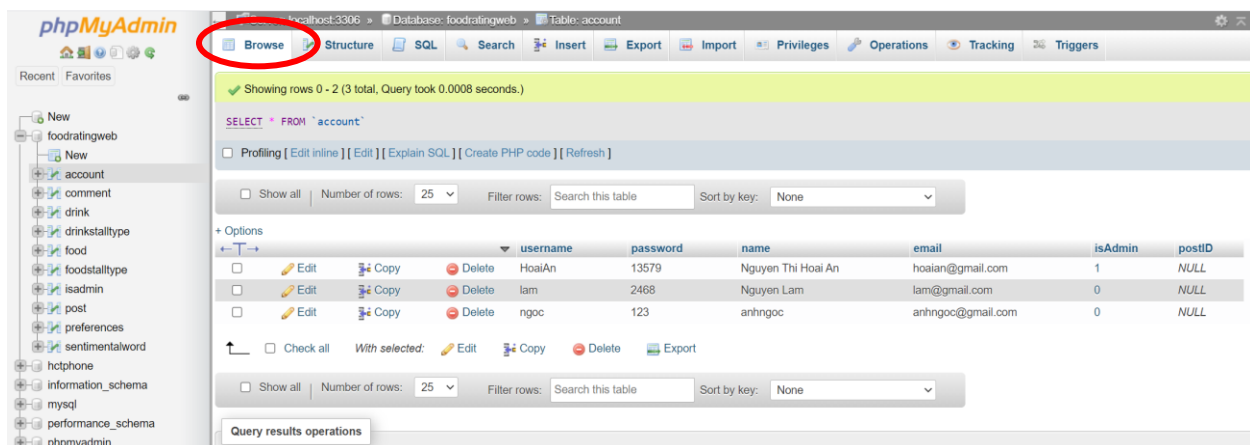 phpMyAdmin
Recent Favorites
New
foodratingweb
New
account
comment
drink
drinkstalltype
food
foodstalltype
isadmin
post
preferences
sentimentalword
hctphone
information_schema
mysql
performance_schema
phpmyadmin
localhost:3306 » Database: foodratingweb » Table: account
Browse Structure SQL Search Insert Export Import Privileges Operations Tracking Triggers
Showing rows 0 - 2 (3 total, Query took 0.0008 seconds.)
SELECT * FROM `account`
Profiling [ Edit inline ] [ Edit ] [ Explain SQL ] [ Create PHP code ] [ Refresh ]
Show all | Number of rows: 25 Filter rows: Search this table Sort by key: None
+ Options
←T→ username password name email isAdmin postID
Edit Copy Delete HoaiAn 13579 Nguyen Thi Hoai An hoaian@gmail.com 1 NULL
Edit Copy Delete lam 2468 Nguyen Lam lam@gmail.com 0 NULL
Edit Copy Delete ngoc 123 anhngoc anhngoc@gmail.com 0 NULL
Check all With selected: Edit Copy Delete Export
Show all | Number of rows: 25 Filter rows: Search this table Sort by key: None
Query results operations